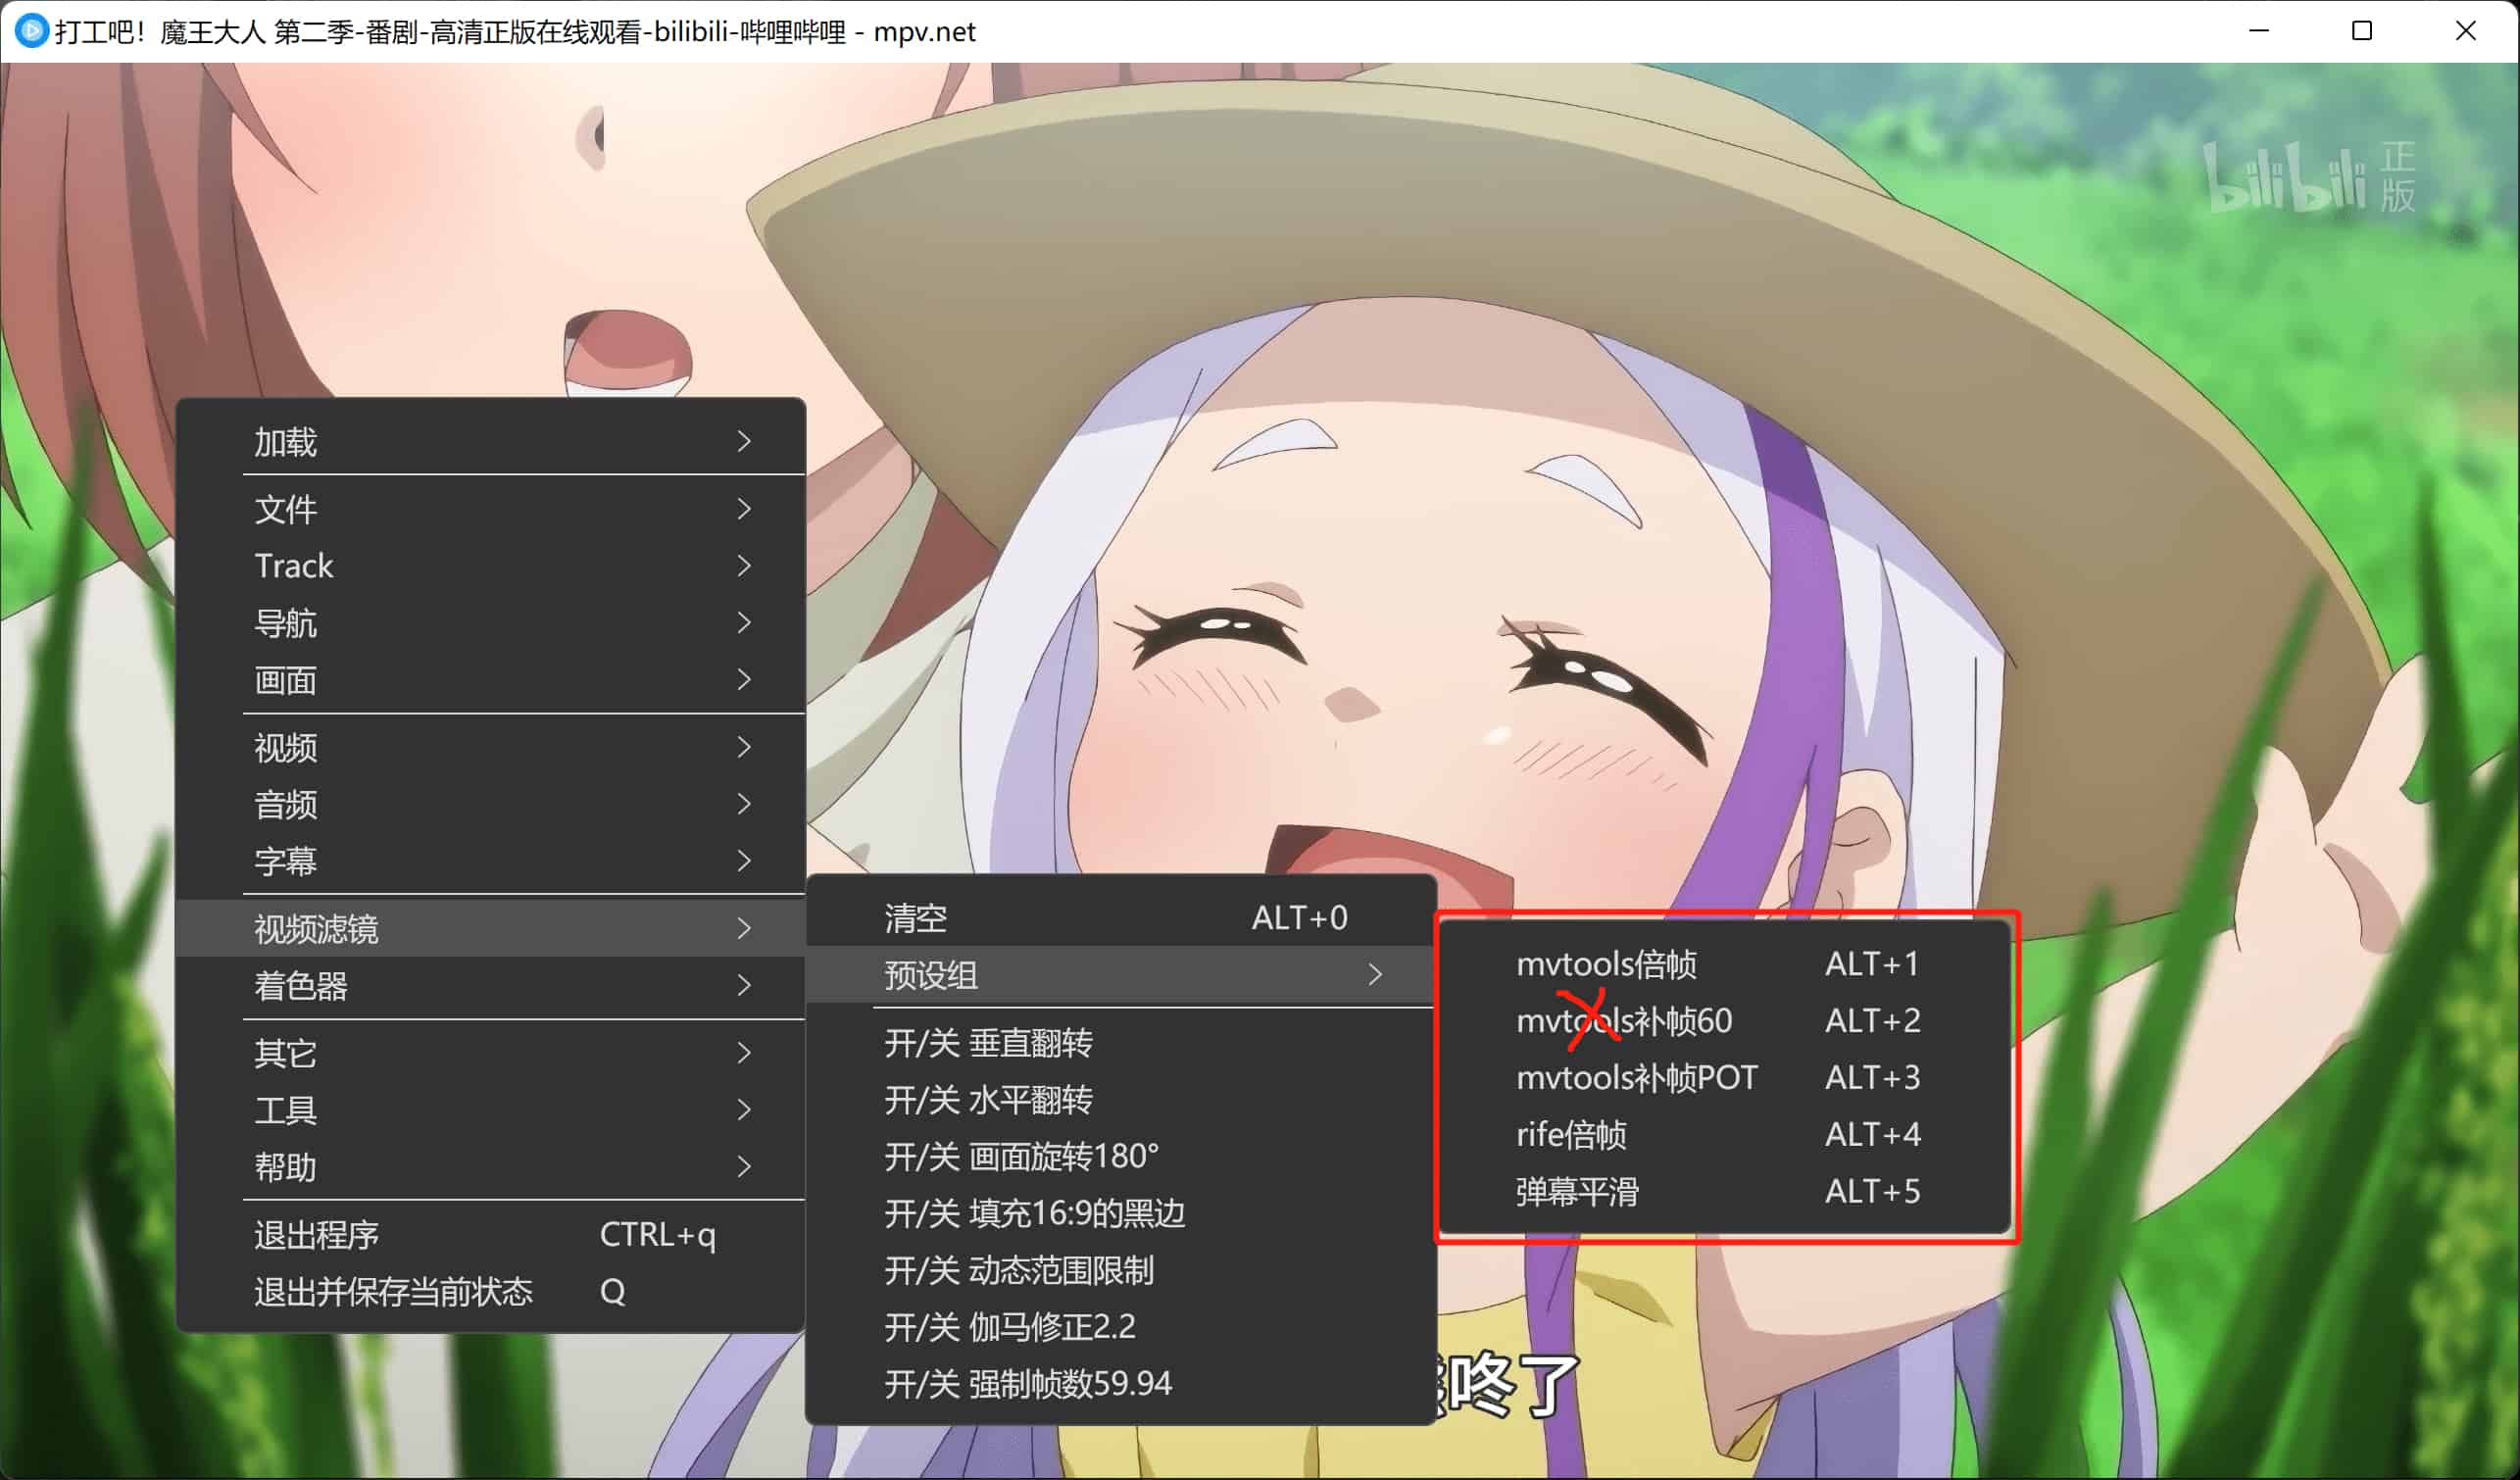 打工吧！魔王大人 第二季-番剧-高清正版在线观看-bilibili-哔哩哔哩 - mpv.net
bilibili 正版
加载
文件
Track
导航
画面
视频
音频
字幕
视频滤镜
着色器
其它
工具
帮助
退出程序 CTRL+q
退出并保存当前状态 Q
清空 ALT+0
预设组
开/关 垂直翻转
开/关 水平翻转
开/关 画面旋转180°
开/关 填充16:9的黑边
开/关 动态范围限制
开/关 伽马修正2.2
开/关 强制帧数59.94
mvtools倍帧 ALT+1
mvtools补帧60 ALT+2
mvtools补帧POT ALT+3
rife倍帧 ALT+4
弹幕平滑 ALT+5
咚了